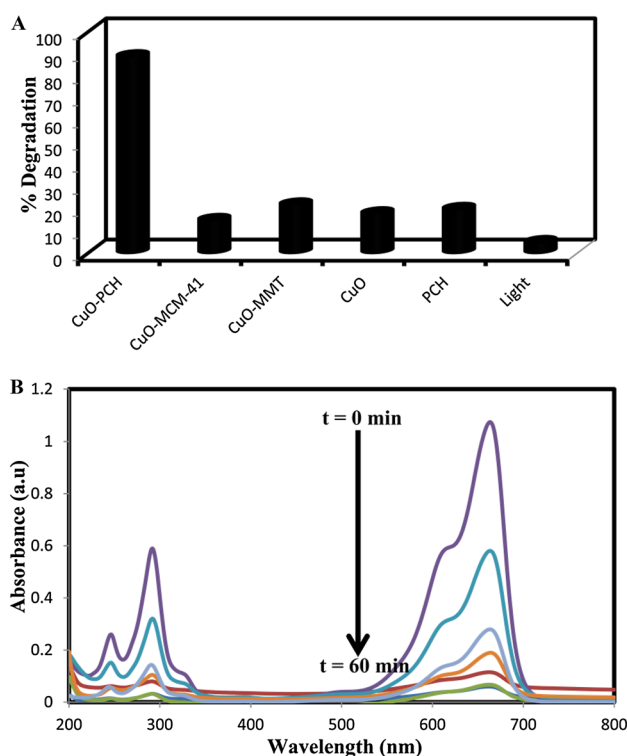 A
% Degradation
100
90
80
70
60
50
40
30
20
10
0
CuO-PCH
CuO-MCM-41
CuO-MMT
CuO
PCH
Light
B
Absorbance (a.u)
1.2
1
0.8
0.6
0.4
0.2
0
t = 0 min
t = 60 min
200 300 400 500 600 700 800
Wavelength (nm)